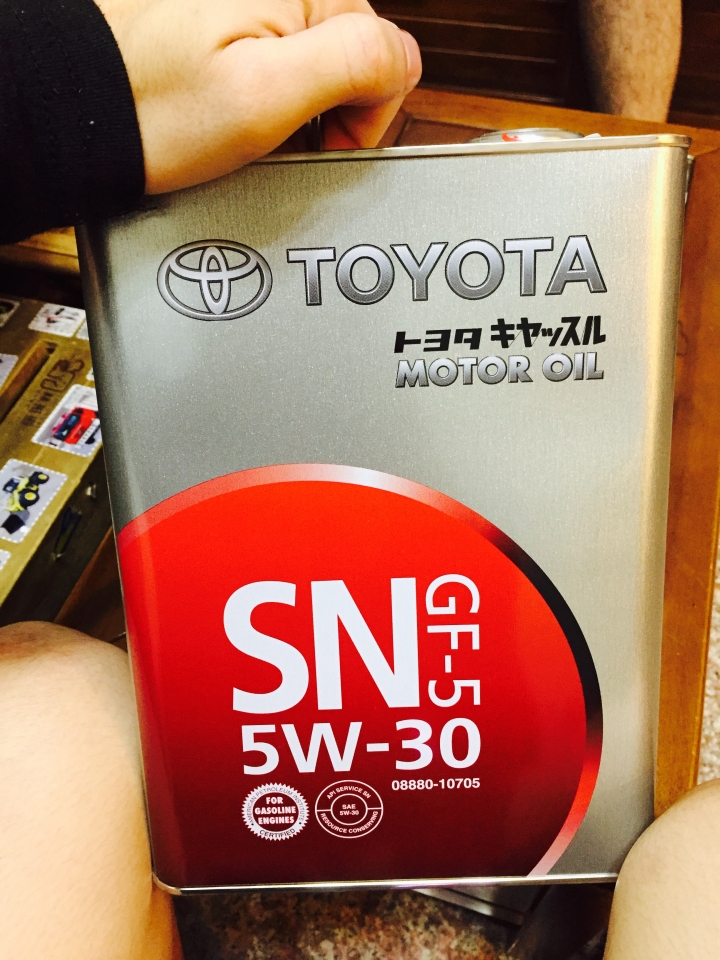 TOYOTA
トヨタ キヤッスル
MOTOR OIL
SN
GF-5
5W-30
08880-10705
FOR
GASOLINE
ENGINES
CERTIFIED
API SERVICE SN
SAE
5W-30
RESOURCE CONSERVING